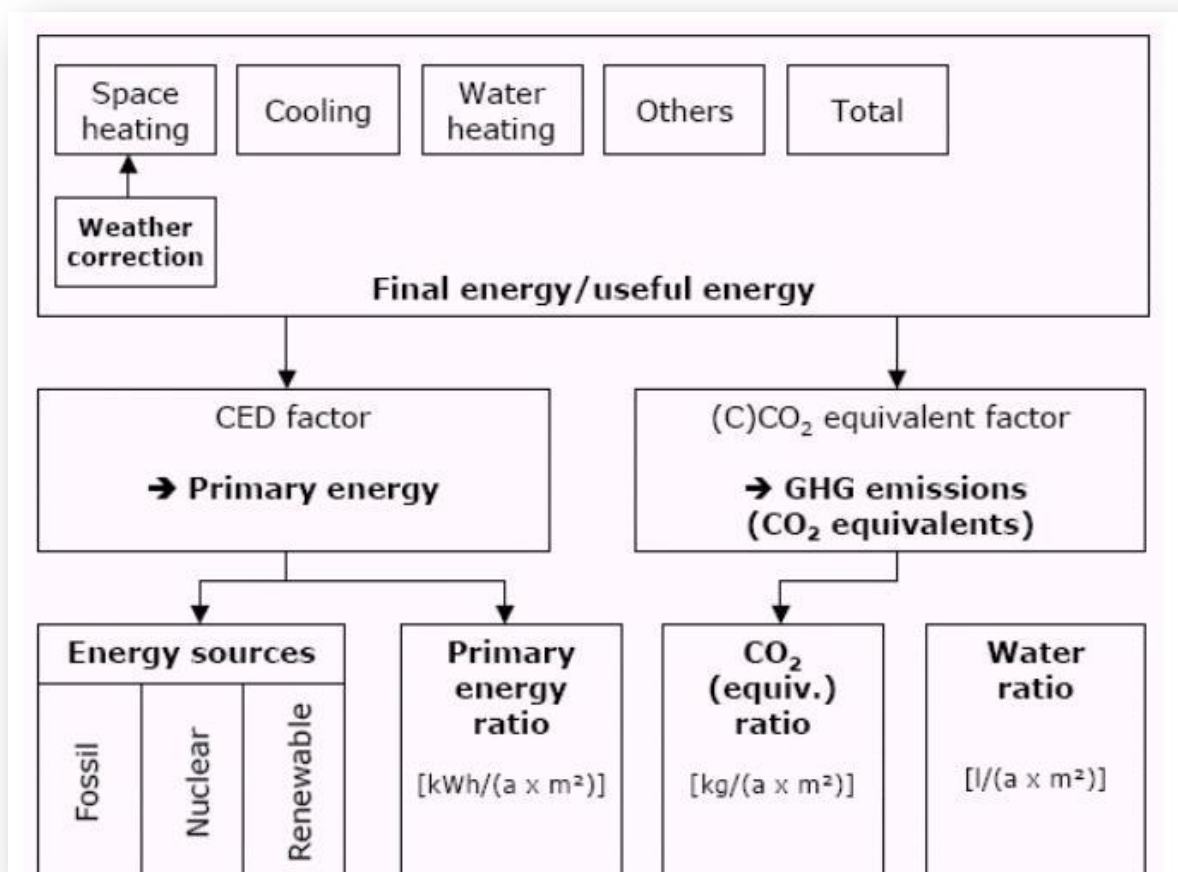 Space
heating
Cooling
Water
heating
Others
Total
Weather
correction
Final energy/useful energy
CED factor
➔ Primary energy
(C)CO₂ equivalent factor
➔ GHG emissions
(CO₂ equivalents)
Energy sources
Fossil
Nuclear
Renewable
Primary
energy
ratio
[kWh/(a x m²)]
CO₂
(equiv.)
ratio
[kg/(a x m²)]
Water
ratio
[l/(a x m²)]